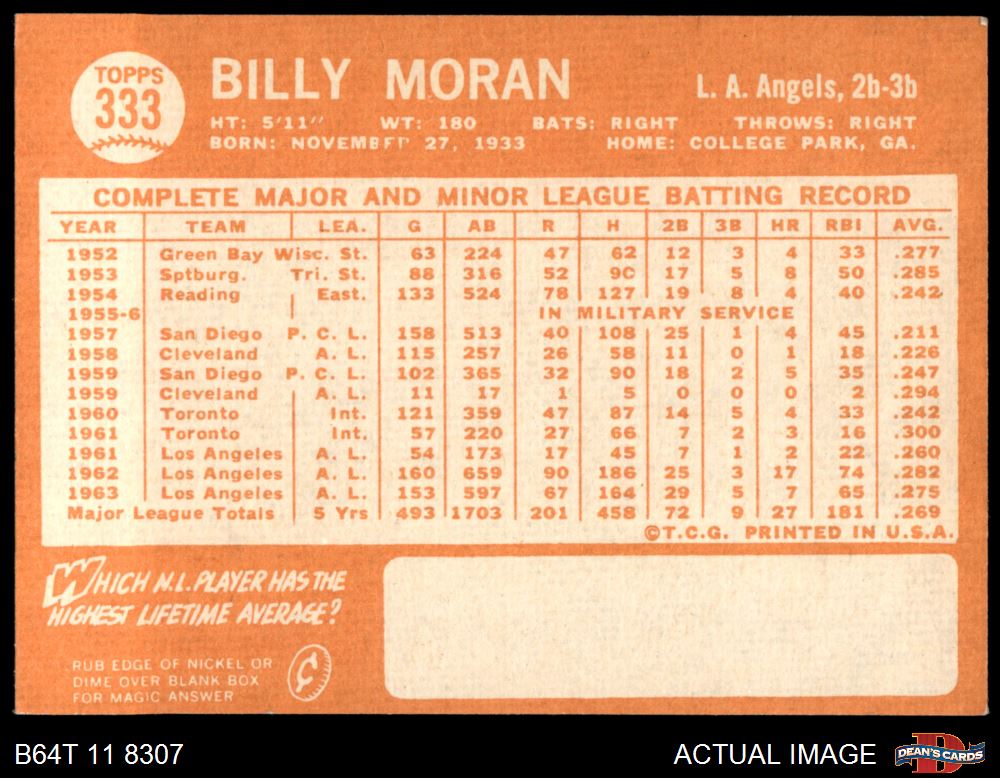 TOPPS
333
BILLY MORAN
L. A. Angels, 2b-3b
HT: 5'11" WT: 180 BATS: RIGHT THROWS: RIGHT
BORN: NOVEMBER 27, 1933 HOME: COLLEGE PARK, GA.
COMPLETE MAJOR AND MINOR LEAGUE BATTING RECORD
YEAR TEAM LEA. G AB R H 2B 3B HR RBI AVG.
1952 Green Bay Wisc. St. 63 224 47 62 12 3 4 33 .277
1953 Sptburg. Tri. St. 88 316 52 90 17 5 8 50 .285
1954 Reading East. 133 524 78 127 19 8 4 40 .242
1955-6 IN MILITARY SERVICE
1957 San Diego P. C. L. 158 513 40 108 25 1 4 45 .211
1958 Cleveland A. L. 115 257 26 58 11 0 1 18 .226
1959 San Diego P. C. L. 102 365 32 90 18 2 5 35 .247
1959 Cleveland A. L. 11 17 1 5 0 0 0 2 .294
1960 Toronto Int. 121 359 47 87 14 5 4 33 .242
1961 Toronto Int. 57 220 27 66 7 2 3 16 .300
1961 Los Angeles A. L. 54 173 17 45 7 1 2 22 .260
1962 Los Angeles A. L. 160 659 90 186 25 3 17 74 .282
1963 Los Angeles A. L. 153 597 67 164 29 5 7 65 .275
Major League Totals 5 Yrs 493 1703 201 458 72 9 27 181 .269
©T.C.G. PRINTED IN U.S.A.
WHICH N.L. PLAYER HAS THE
HIGHEST LIFETIME AVERAGE?
RUB EDGE OF NICKEL OR
DIME OVER BLANK BOX
FOR MAGIC ANSWER
B64T 11 8307
ACTUAL IMAGE
DEAN'S CARDS